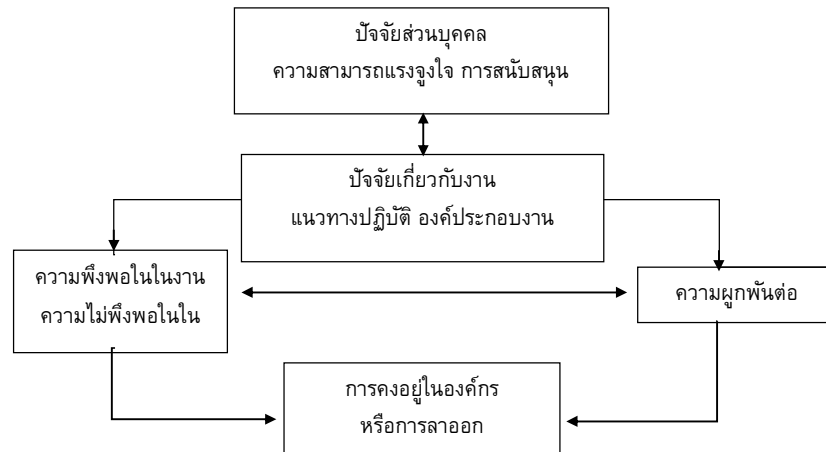 ปัจจัยส่วนบุคคล
ความสามารถแรงจูงใจ การสนับสนุน
ปัจจัยเกี่ยวกับงาน
แนวทางปฏิบัติ องค์ประกอบงาน
ความพึงพอในในงาน
ความไม่พึงพอในใน
ความผูกพันต่อ
การคงอยู่ในองค์กร
หรือการลาออก